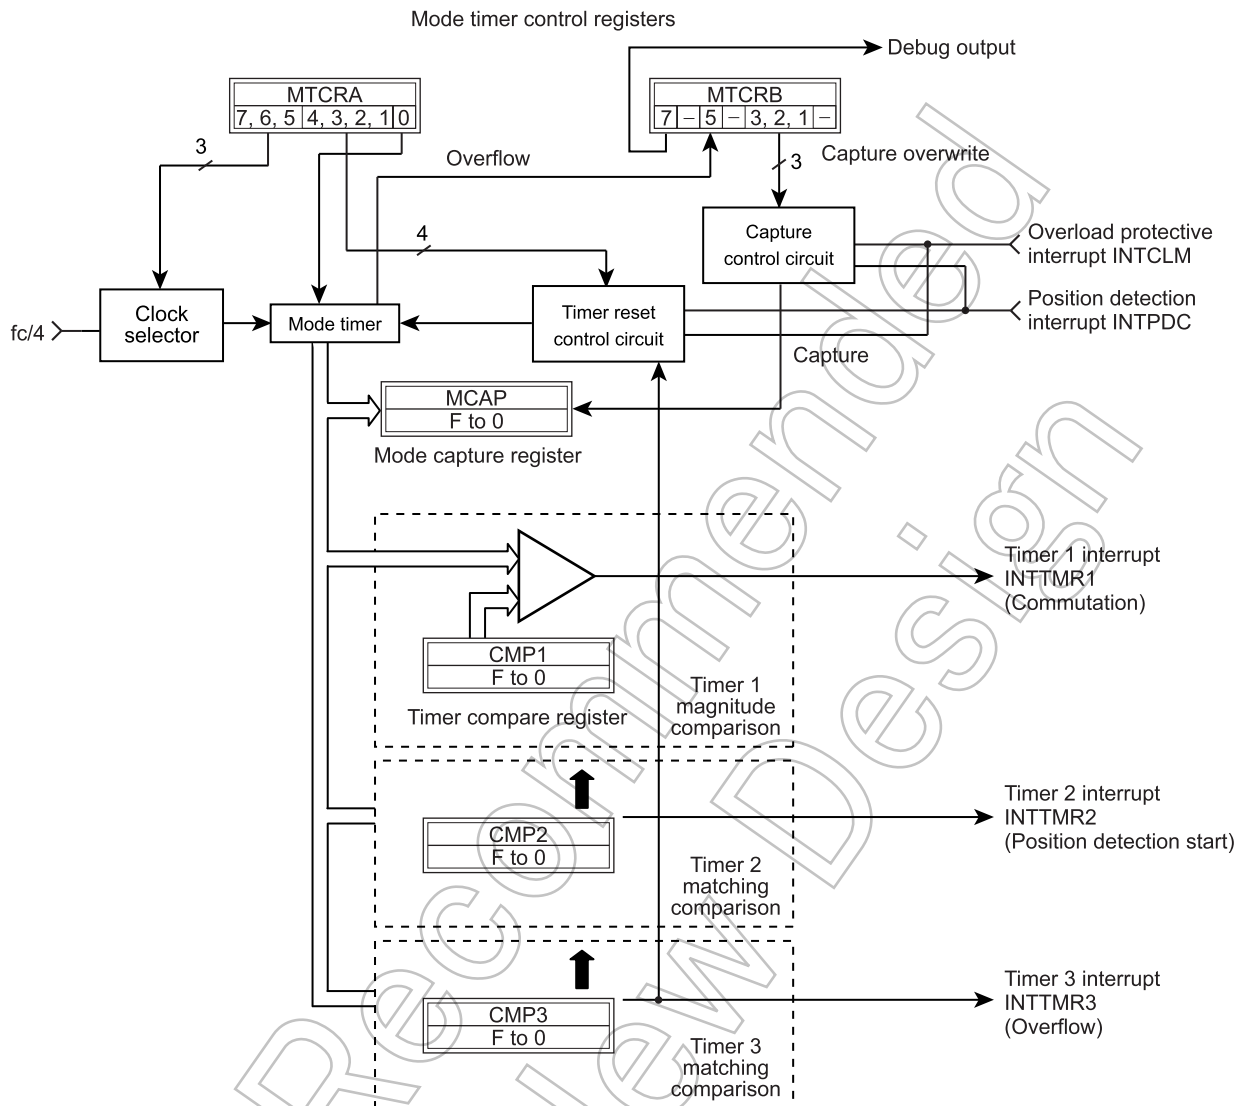 Mode timer control registers
Debug output
MTCRA
7, 6, 5 4, 3, 2, 1 0
MTCRB
7 – 5 – 3, 2, 1 –
3
Overflow
3
Capture overwrite
4
Capture
control circuit
Overload protective
interrupt INTCLM
Position detection
interrupt INTPDC
fc/4
Clock
selector
Mode timer
Timer reset
control circuit
Capture
MCAP
F to 0
Mode capture register
Timer 1 interrupt
INTTMR1
(Commutation)
CMP1
F to 0
Timer compare register
Timer 1
magnitude
comparison
Timer 2 interrupt
INTTMR2
(Position detection start)
CMP2
F to 0
Timer 2
matching
comparison
Timer 3 interrupt
INTTMR3
(Overflow)
CMP3
F to 0
Timer 3
matching
comparison
Recommended
Design